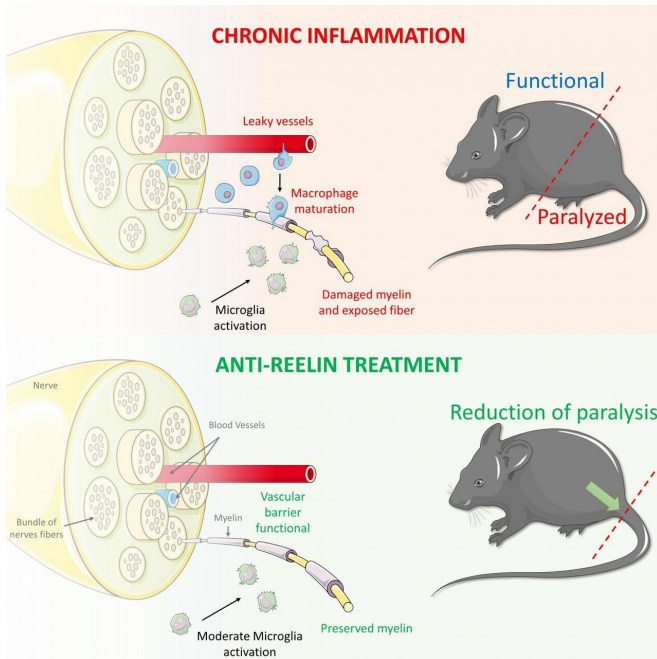 CHRONIC INFLAMMATION
Functional
Leaky vessels
Macrophage
maturation
Paralyzed
Damaged myelin
and exposed fiber
Microglia
activation
ANTI-REELIN TREATMENT
Nerve
Reduction of paralysis
Blood Vessels
Vascular
barrier
functional
Myelin
Bundle of
nerves fibers
Preserved myelin
Moderate Microglia
activation